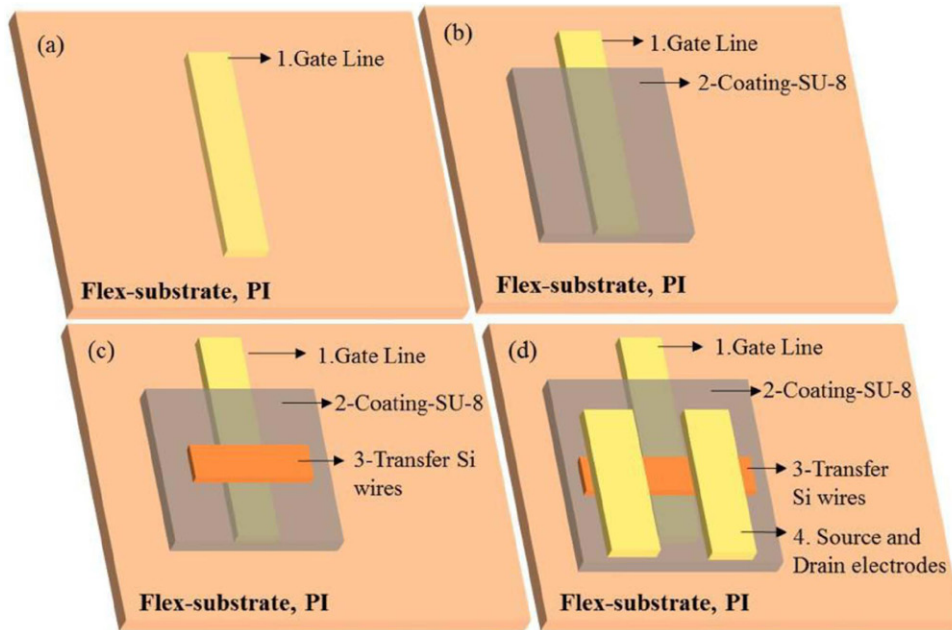 (a)
1.Gate Line
Flex-substrate, PI
(b)
1.Gate Line
2-Coating-SU-8
Flex-substrate, PI
(c)
1.Gate Line
2-Coating-SU-8
3-Transfer Si
wires
Flex-substrate, PI
(d)
1.Gate Line
2-Coating-SU-8
3-Transfer
Si wires
4. Source and
Drain electrodes
Flex-substrate, PI